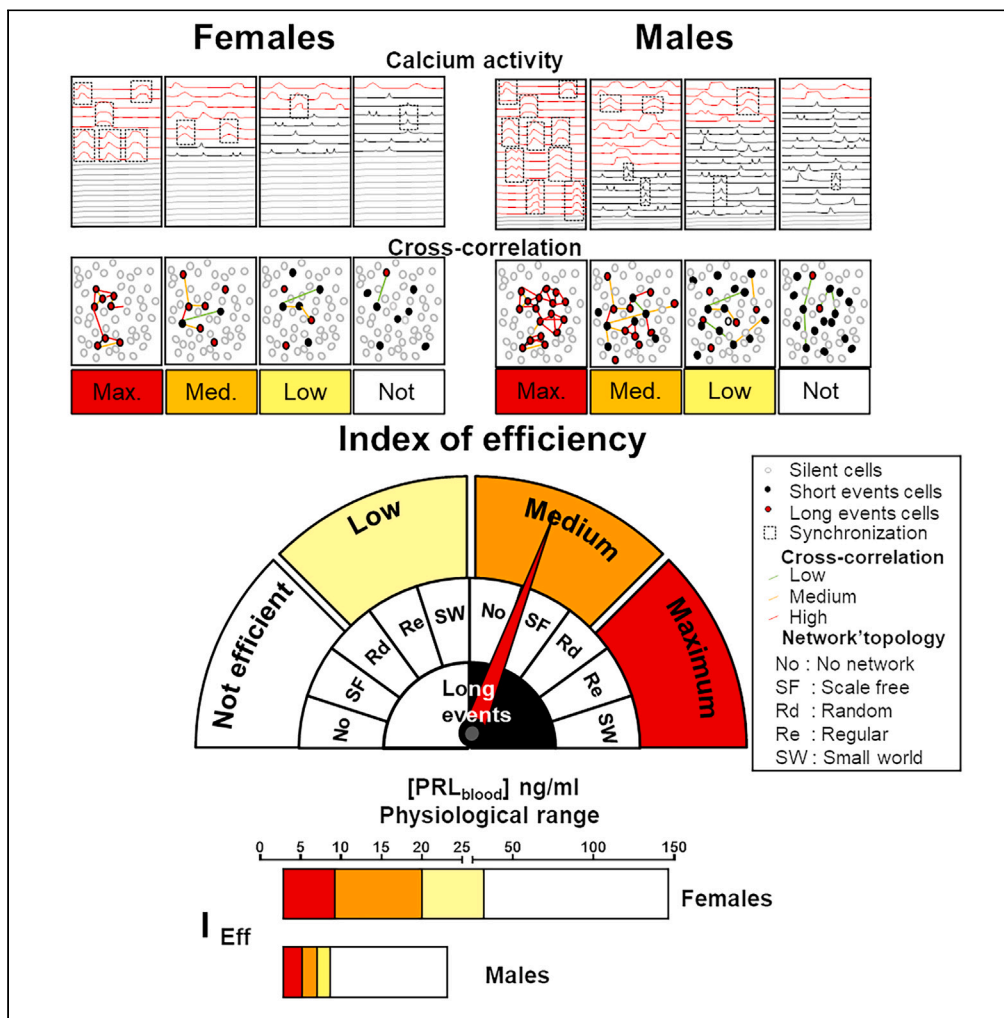 Females Males
Calcium activity
Cross-correlation
Max. Med. Low Not Max. Med. Low Not
Index of efficiency
Not efficient Low Medium Maximum
No SF Rd Re SW No SF Rd Re SW
Long
events
Silent cells
Short events cells
Long events cells
Synchronization
Cross-correlation
Low
Medium
High
Network'topology
No : No network
SF : Scale free
Rd : Random
Re : Regular
SW : Small world
[PRLblood] ng/ml
Physiological range
0 5 10 20 25 50 100 150
Females
I Eff
Males